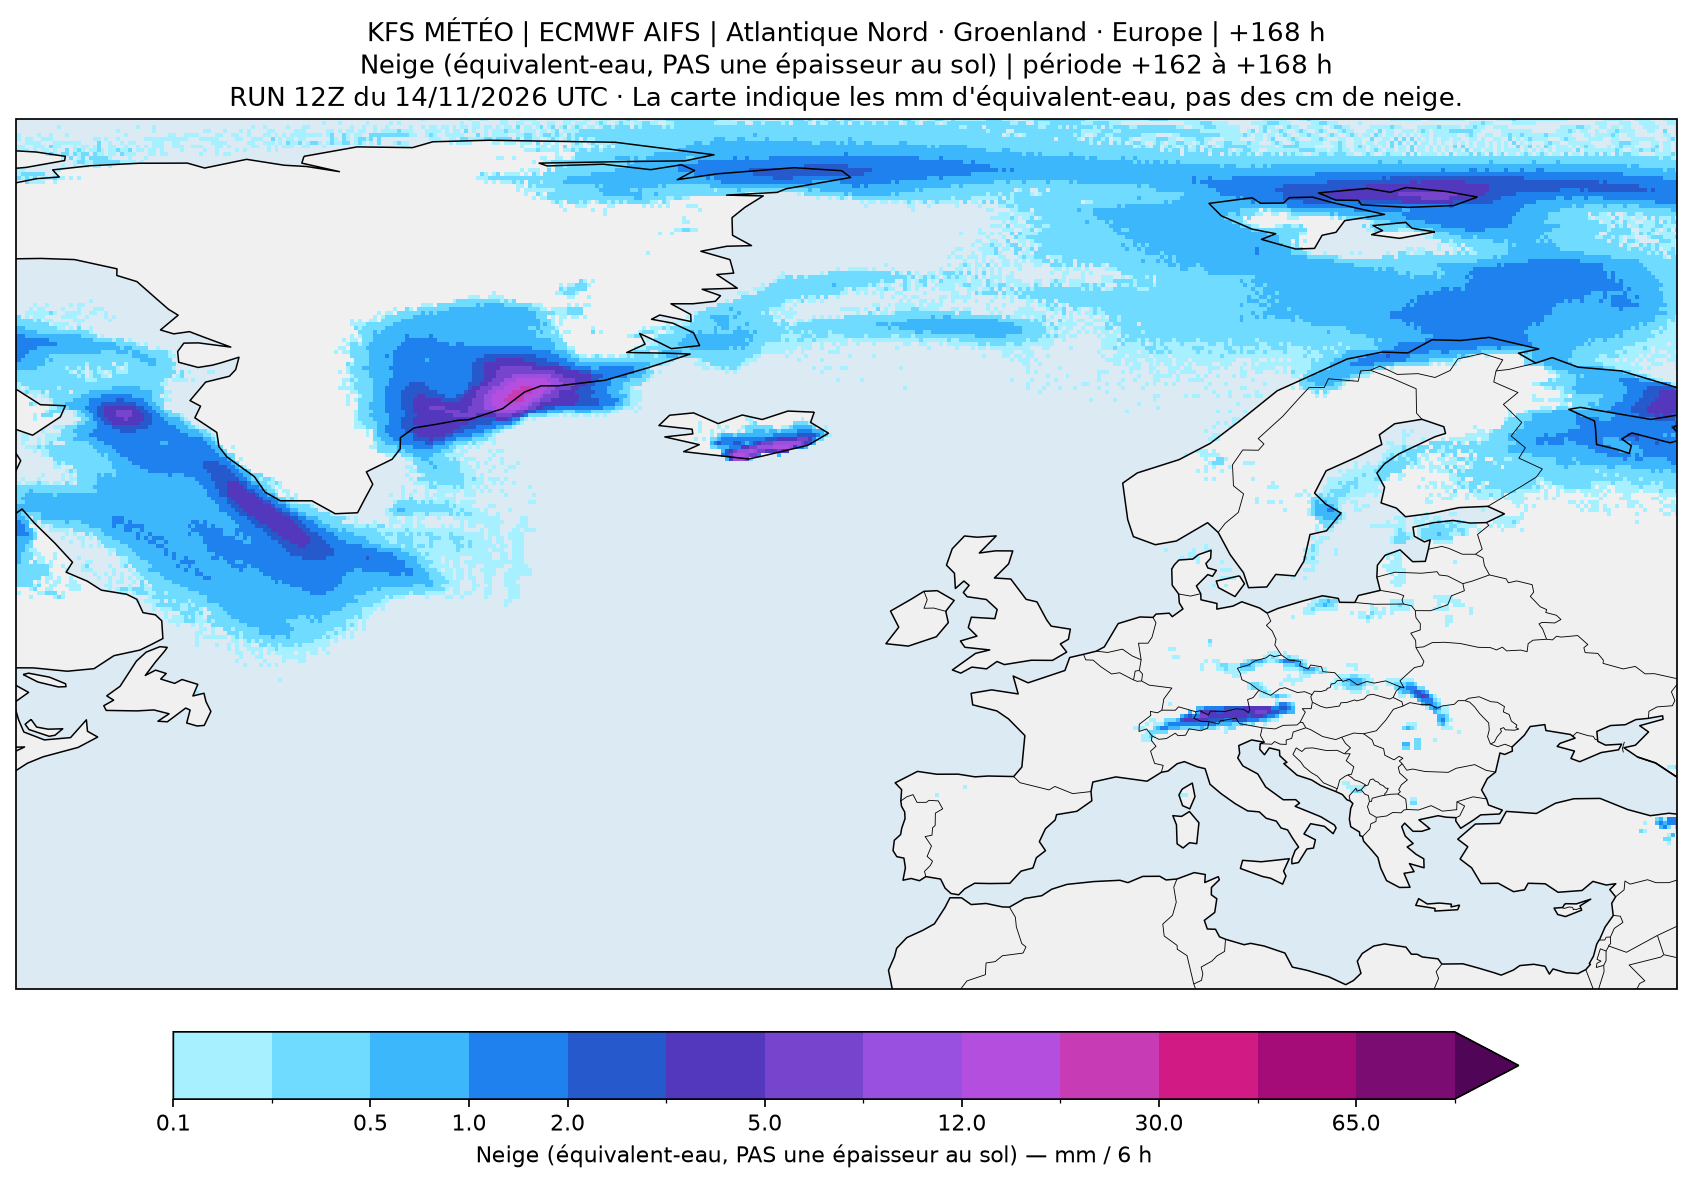 KFS MÉTÉO | ECMWF AIFS | Atlantique Nord · Groenland · Europe | +168 h
Neige (équivalent-eau, PAS une épaisseur au sol) | période +162 à +168 h
RUN 12Z du 14/11/2026 UTC · La carte indique les mm d'équivalent-eau, pas des cm de neige.
0.1 0.5 1.0 2.0 5.0 12.0 30.0 65.0
Neige (équivalent-eau, PAS une épaisseur au sol) — mm / 6 h